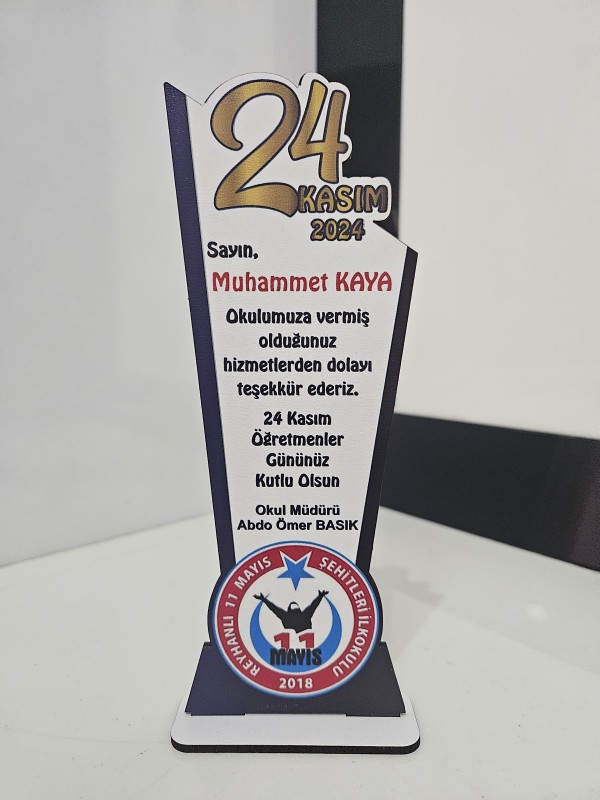 24
KASIM
2024
Sayın,
Muhammet KAYA
Okulumuza vermiş
olduğunuz
hizmetlerden dolayı
teşekkür ederiz.
24 Kasım
Öğretmenler
Gününüz
Kutlu Olsun
Okul Müdürü
Abdo Ömer BASIK
REYHANLI 11 MAYIS ŞEHİTLERİ İLKOKULU
11
MAYIS
2018